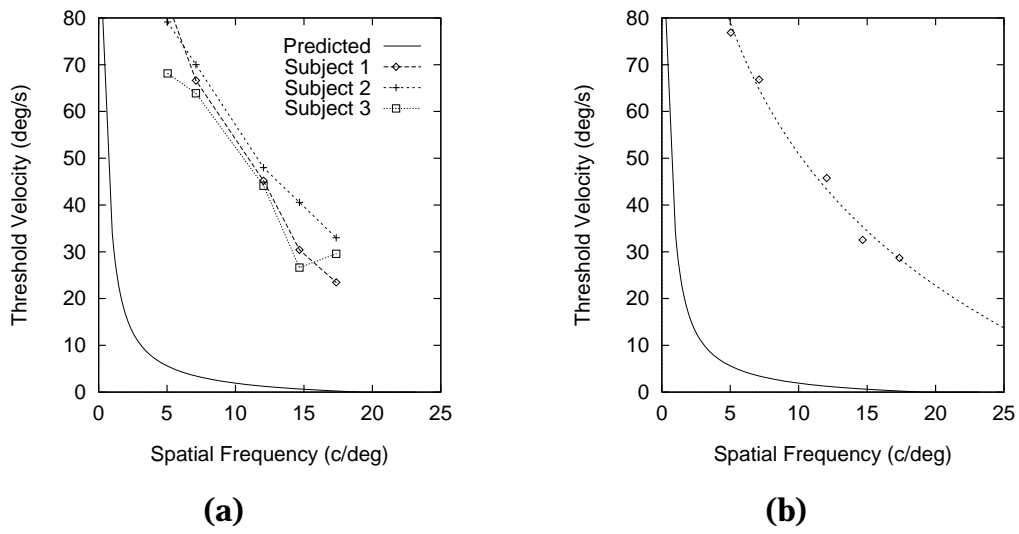 80
70
60
50
40
30
20
10
0
0 5 10 15 20 25
Threshold Velocity (deg/s)
Spatial Frequency (c/deg)
Predicted
Subject 1
Subject 2
Subject 3
(a)
80
70
60
50
40
30
20
10
0
0 5 10 15 20 25
Threshold Velocity (deg/s)
Spatial Frequency (c/deg)
(b)